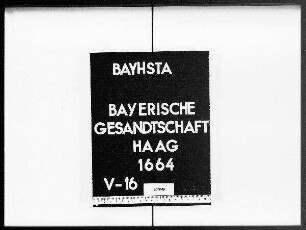 BAYHSTA
BAYERISCHE
GESANDTSCHAFT
HAAG
1664
V-16